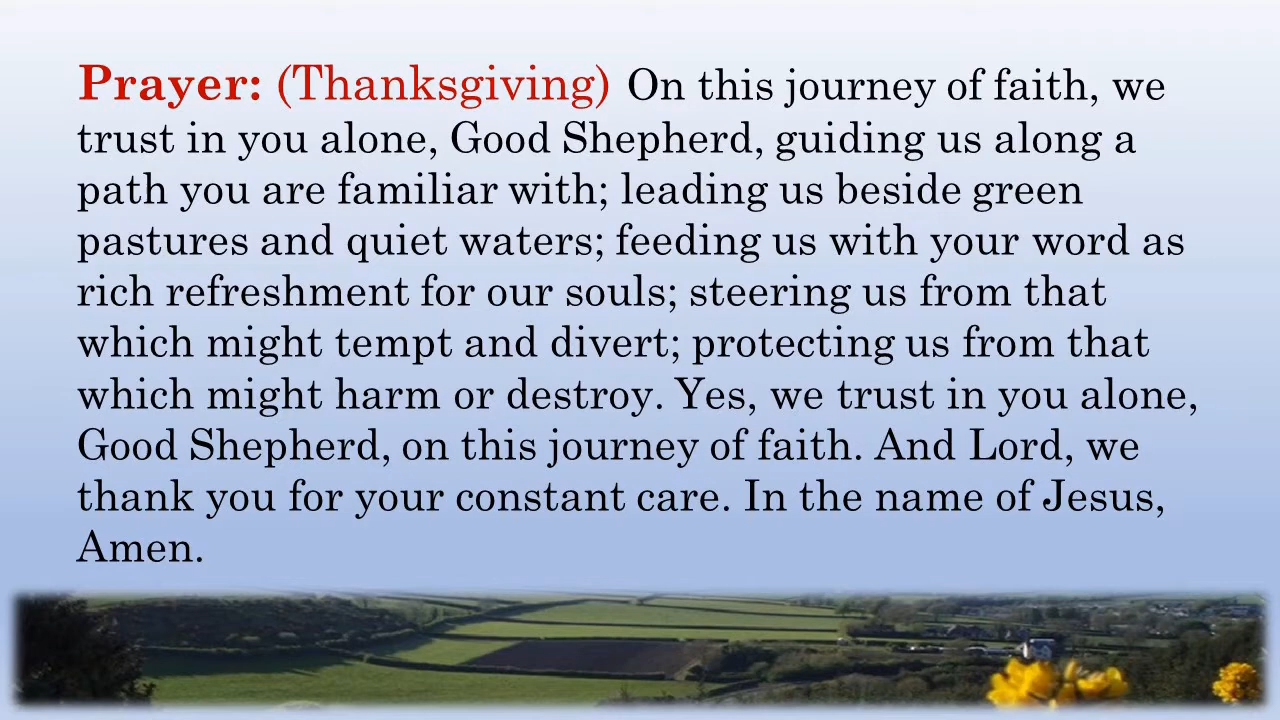 Prayer: (Thanksgiving) On this journey of faith, we
trust in you alone, Good Shepherd, guiding us along a
path you are familiar with; leading us beside green
pastures and quiet waters; feeding us with your word as
rich refreshment for our souls; steering us from that
which might tempt and divert; protecting us from that
which might harm or destroy. Yes, we trust in you alone,
Good Shepherd, on this journey of faith. And Lord, we
thank you for your constant care. In the name of Jesus,
Amen.